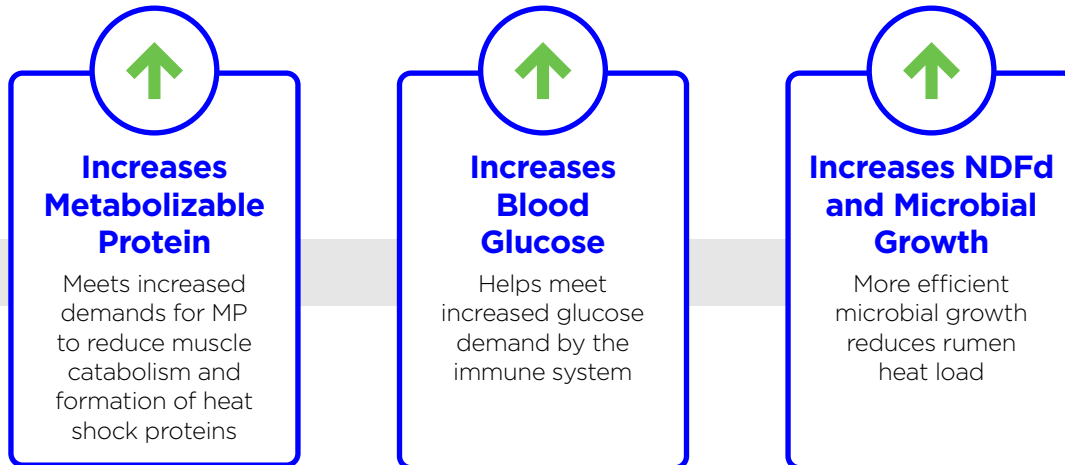 Increases
Metabolizable
Protein
Meets increased
demands for MP
to reduce muscle
catabolism and
formation of heat
shock proteins
Increases
Blood
Glucose
Helps meet
increased glucose
demand by the
immune system
Increases NDFd
and Microbial
Growth
More efficient
microbial growth
reduces rumen
heat load